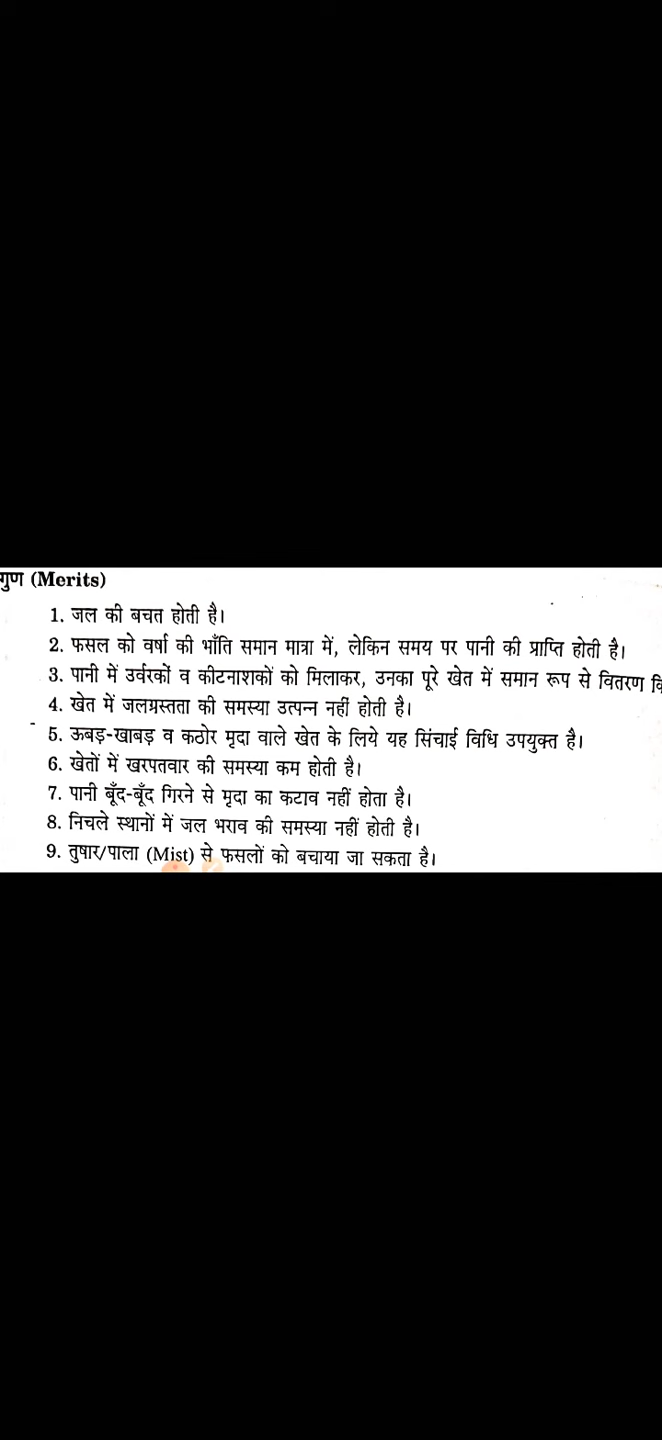 गुण (Merits)
1. जल की बचत होती है।
2. फसल को वर्षा की भाँति समान मात्रा में, लेकिन समय पर पानी की प्राप्ति होती है।
3. पानी में उर्वरकों व कीटनाशकों को मिलाकर, उनका पूरे खेत में समान रूप से वितरण
4. खेत में जलग्रस्तता की समस्या उत्पन्न नहीं होती है।
5. ऊबड़-खाबड़ व कठोर मृदा वाले खेत के लिये यह सिंचाई विधि उपयुक्त है।
6. खेतों में खरपतवार की समस्या कम होती है।
7. पानी बूँद-बूँद गिरने से मृदा का कटाव नहीं होता है।
8. निचले स्थानों में जल भराव की समस्या नहीं होती है।
9. तुषार/पाला (Mist) से फसलों को बचाया जा सकता है।